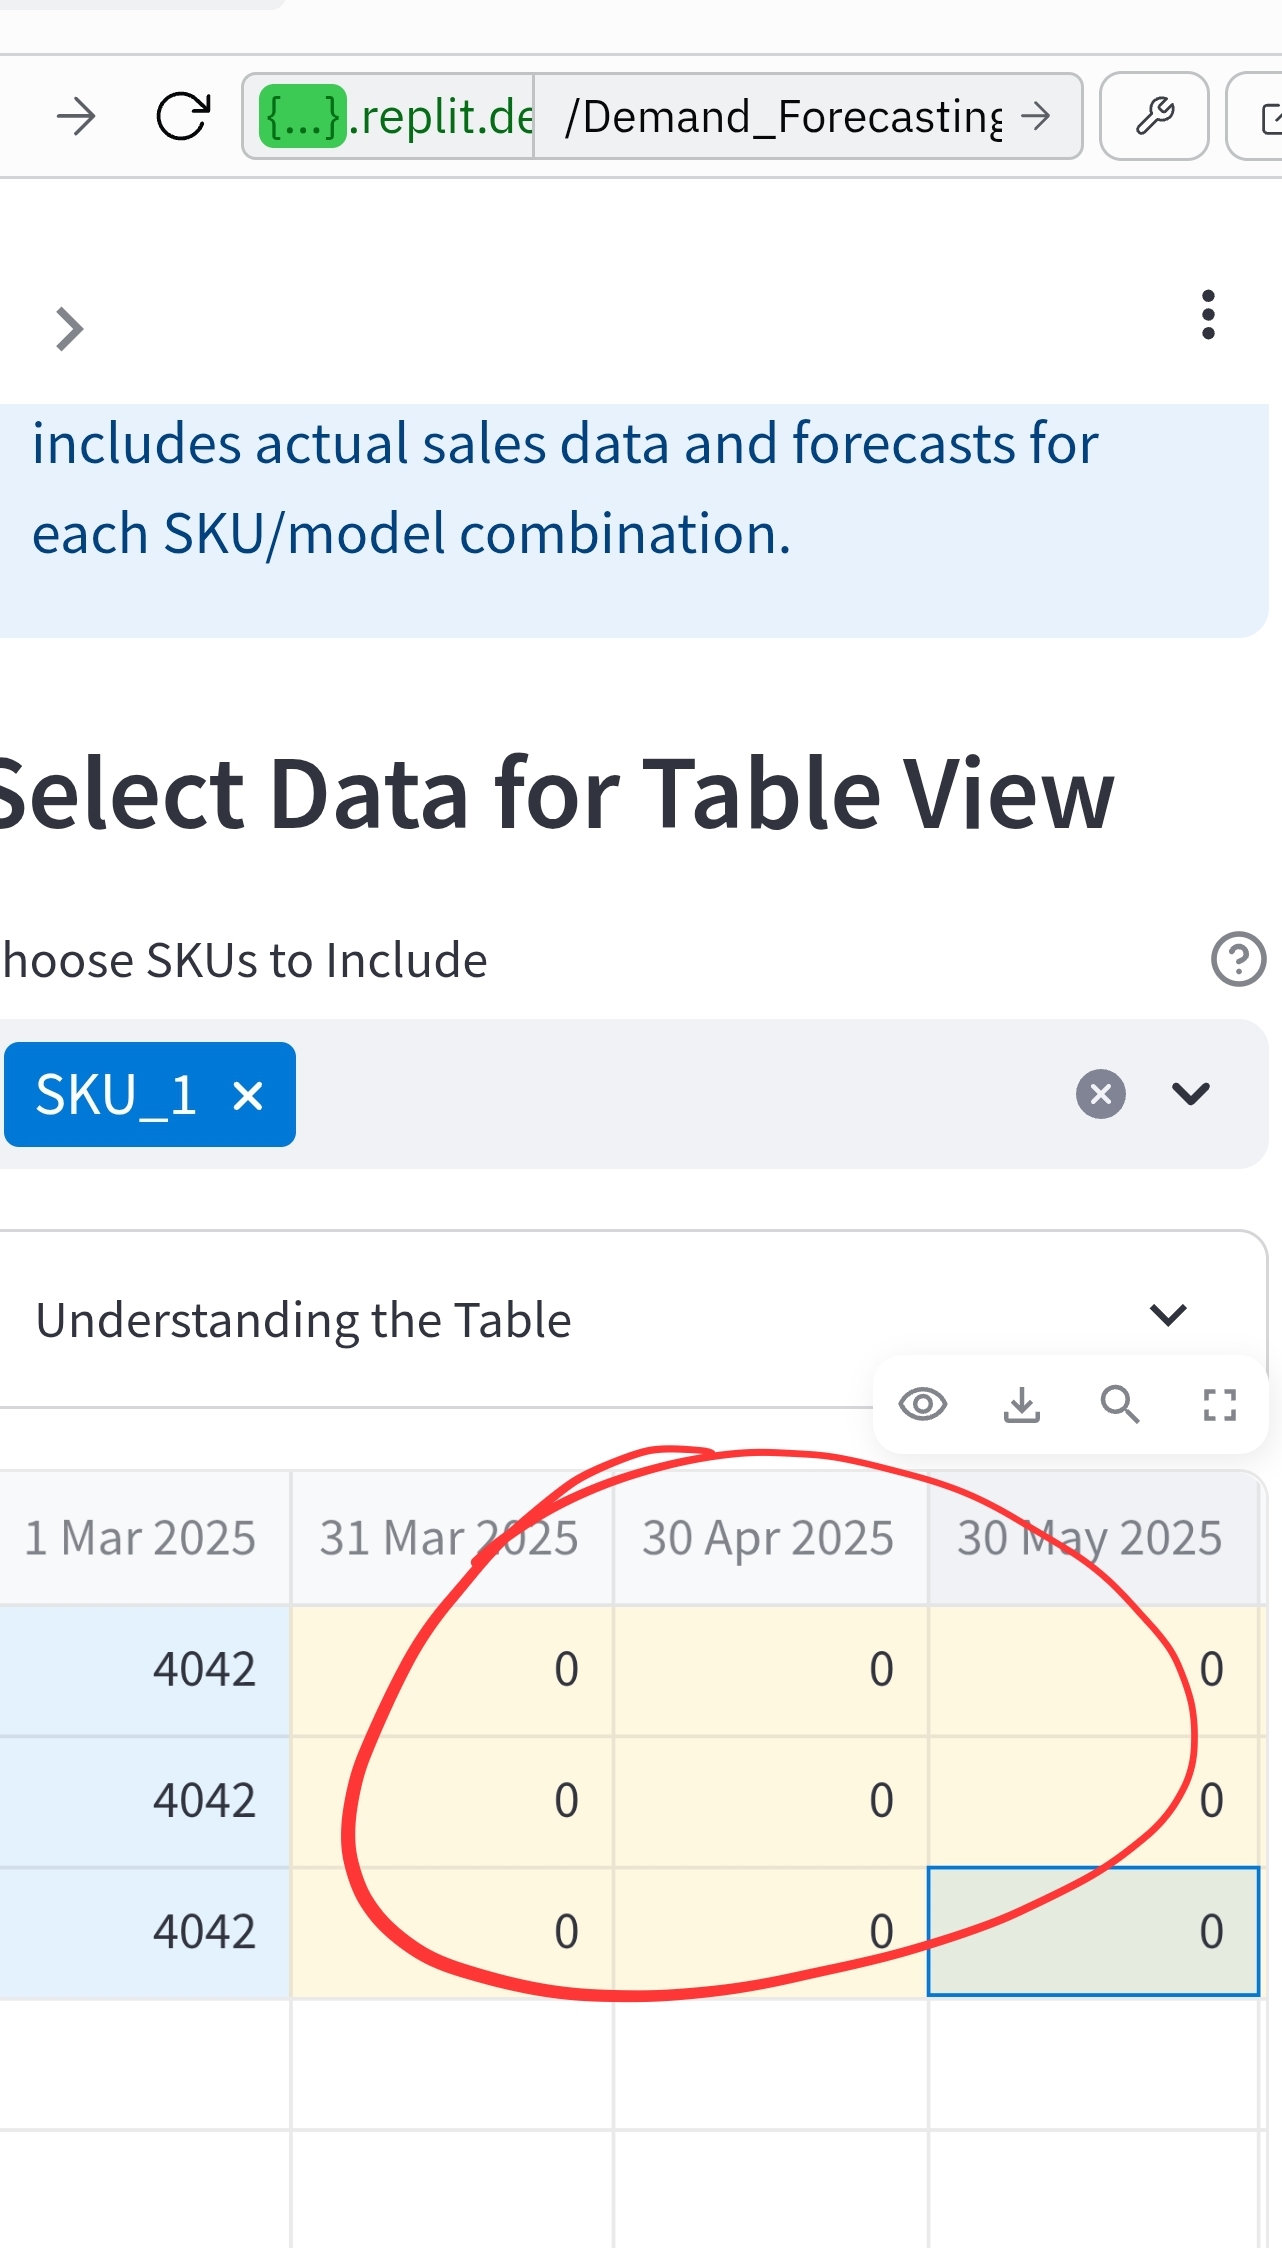 {...}.replit.de /Demand_Forecasting
includes actual sales data and forecasts for
each SKU/model combination.
Select Data for Table View
hoose SKUs to Include
SKU_1
Understanding the Table
1 Mar 2025 31 Mar 2025 30 Apr 2025 30 May 2025
4042 0 0 0
4042 0 0 0
4042 0 0 0